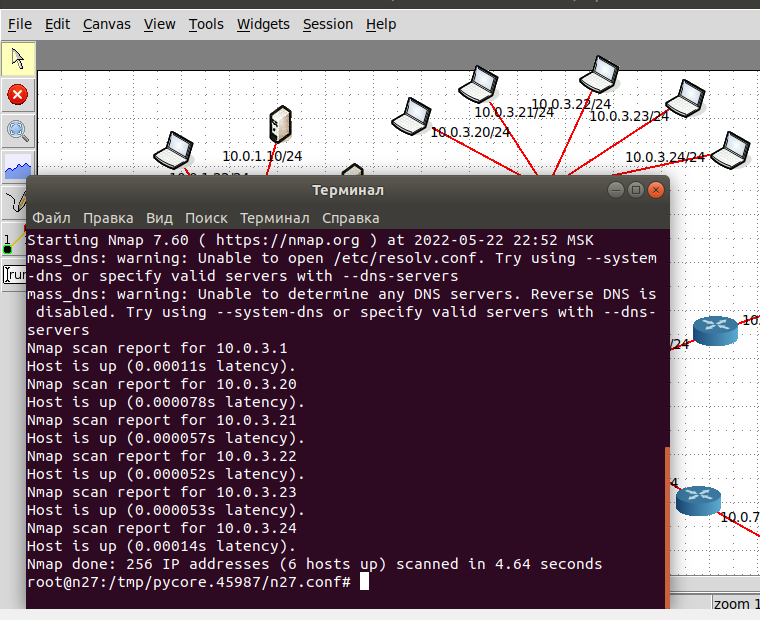 File Edit Canvas View Tools Widgets Session Help
10.0.3.22/24
10.0.3.21/24
10.0.3.23/24
10.0.3.20/24
10.0.1.10/24
10.0.3.24/24
Терминал
Файл Правка Вид Поиск Терминал Справка
Starting Nmap 7.60 ( https://nmap.org ) at 2022-05-22 22:52 MSK
mass_dns: warning: Unable to open /etc/resolv.conf. Try using --system
-dns or specify valid servers with --dns-servers
mass_dns: warning: Unable to determine any DNS servers. Reverse DNS is
disabled. Try using --system-dns or specify valid servers with --dns-
servers
Nmap scan report for 10.0.3.1
Host is up (0.00011s latency).
Nmap scan report for 10.0.3.20
Host is up (0.000078s latency).
Nmap scan report for 10.0.3.21
Host is up (0.000057s latency).
Nmap scan report for 10.0.3.22
Host is up (0.000052s latency).
Nmap scan report for 10.0.3.23
Host is up (0.000053s latency).
Nmap scan report for 10.0.3.24
Host is up (0.00014s latency).
Nmap done: 256 IP addresses (6 hosts up) scanned in 4.64 seconds
root@n27:/tmp/pycore.45987/n27.conf#
1
run
10.
/24
4
10.0.7
zoom 1